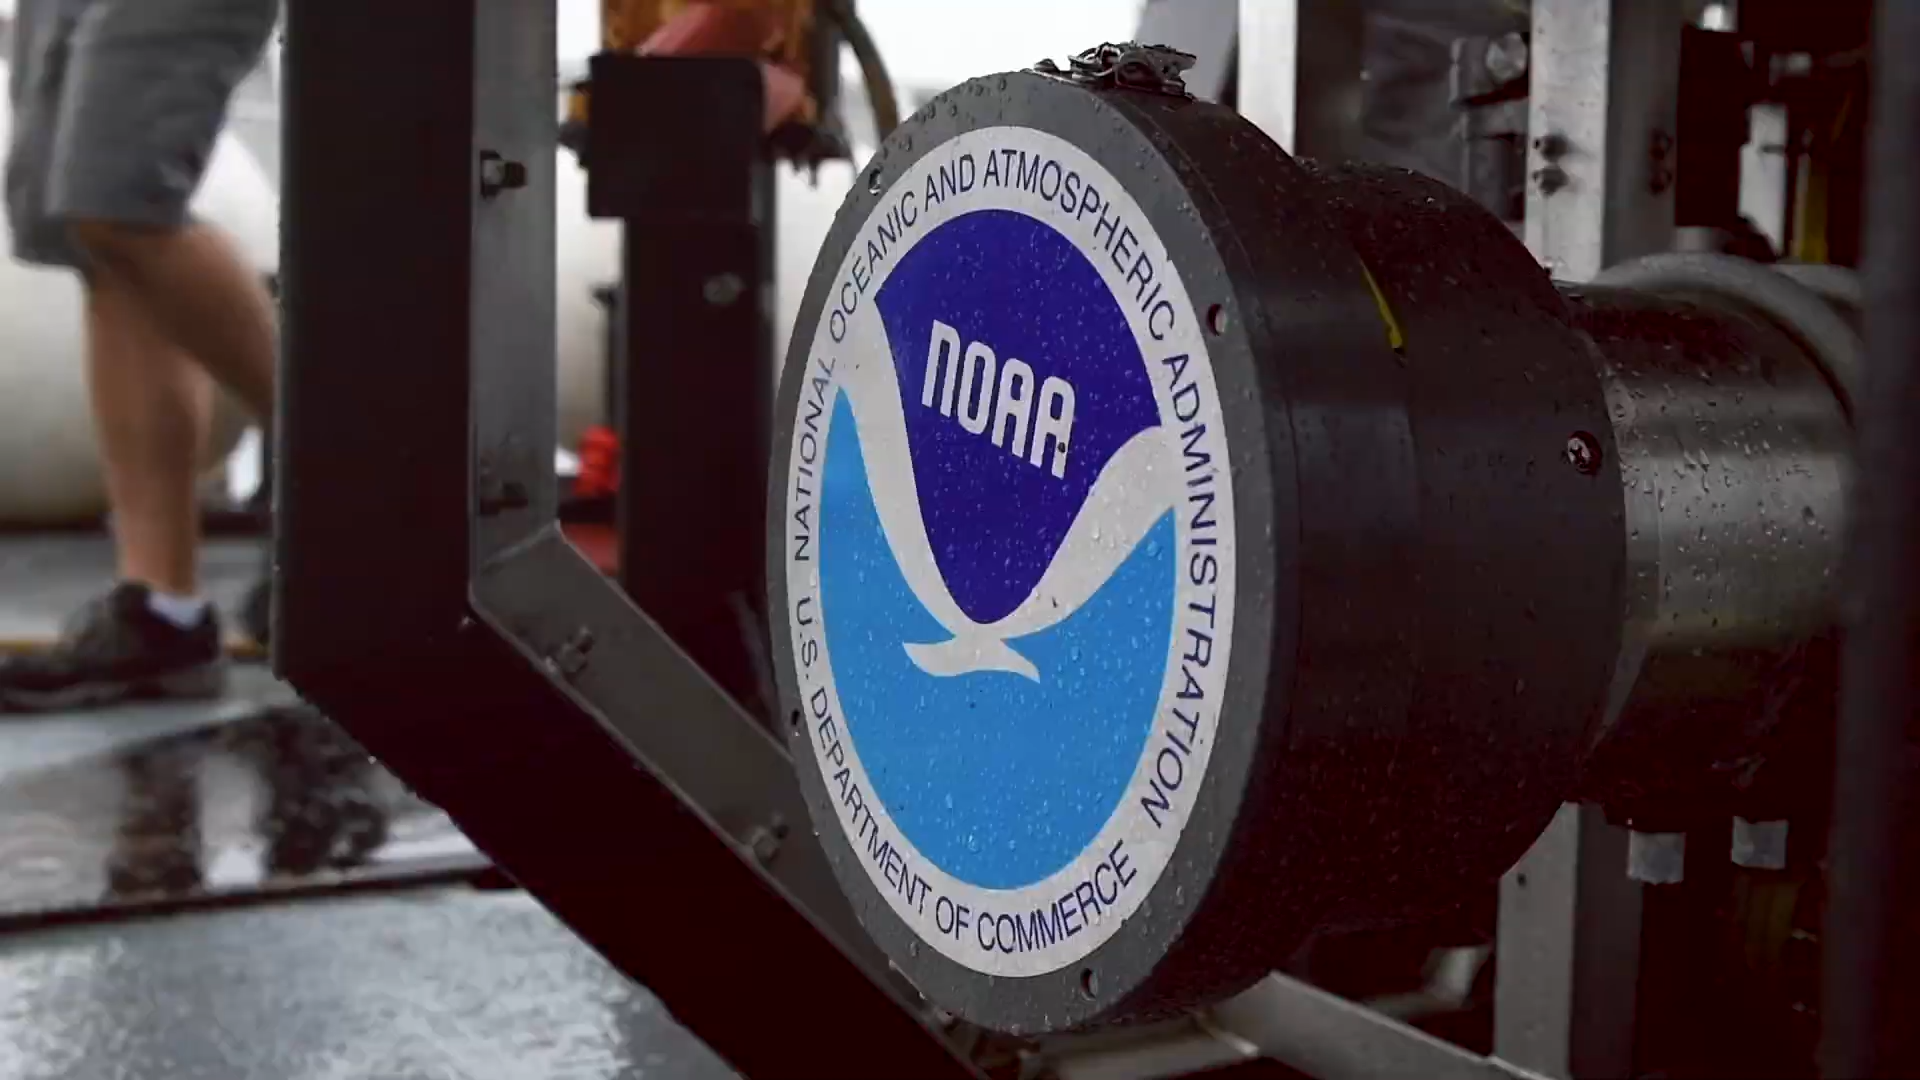 NATIONAL OCEANIC AND ATMOSPHERIC ADMINISTRATION
NOAA
U.S. DEPARTMENT OF COMMERCE